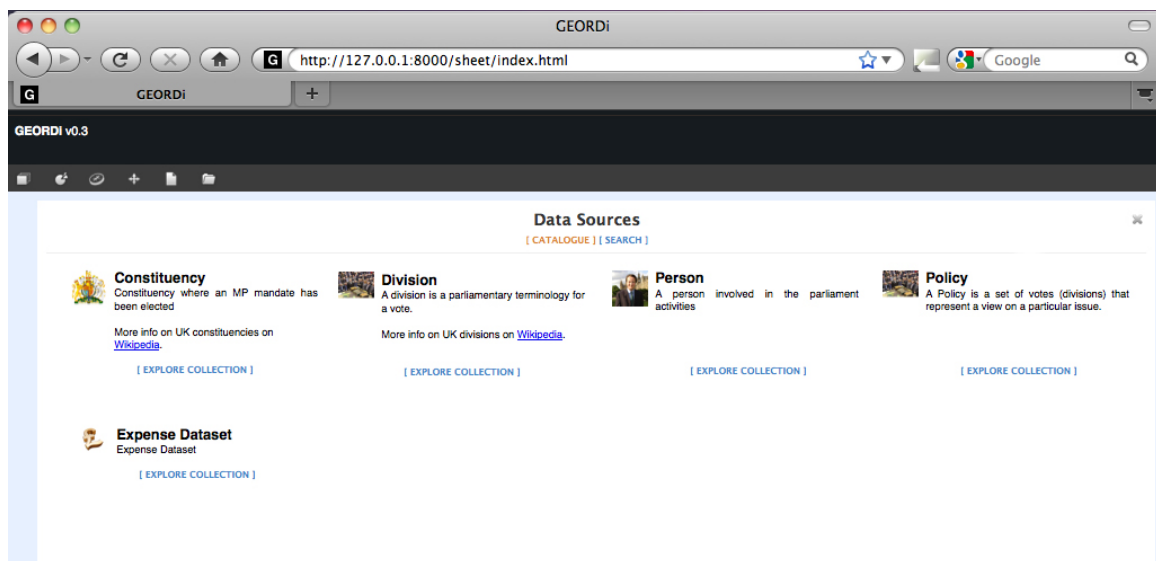 GEORDi
http://127.0.0.1:8000/sheet/index.html
Google
G
G
GEORDi
+
GEORDI v0.3
Data Sources
[ CATALOGUE ] [ SEARCH ]
Constituency
Constituency where an MP mandate has
been elected
More info on UK constituencies on
Wikipedia.
[ EXPLORE COLLECTION ]
Division
A division is a parliamentary terminology for
a vote.
More info on UK divisions on Wikipedia.
[ EXPLORE COLLECTION ]
Person
A person involved in the parliament
activities
[ EXPLORE COLLECTION ]
Policy
A Policy is a set of votes (divisions) that
represent a view on a particular issue.
[ EXPLORE COLLECTION ]
Expense Dataset
Expense Dataset
[ EXPLORE COLLECTION ]